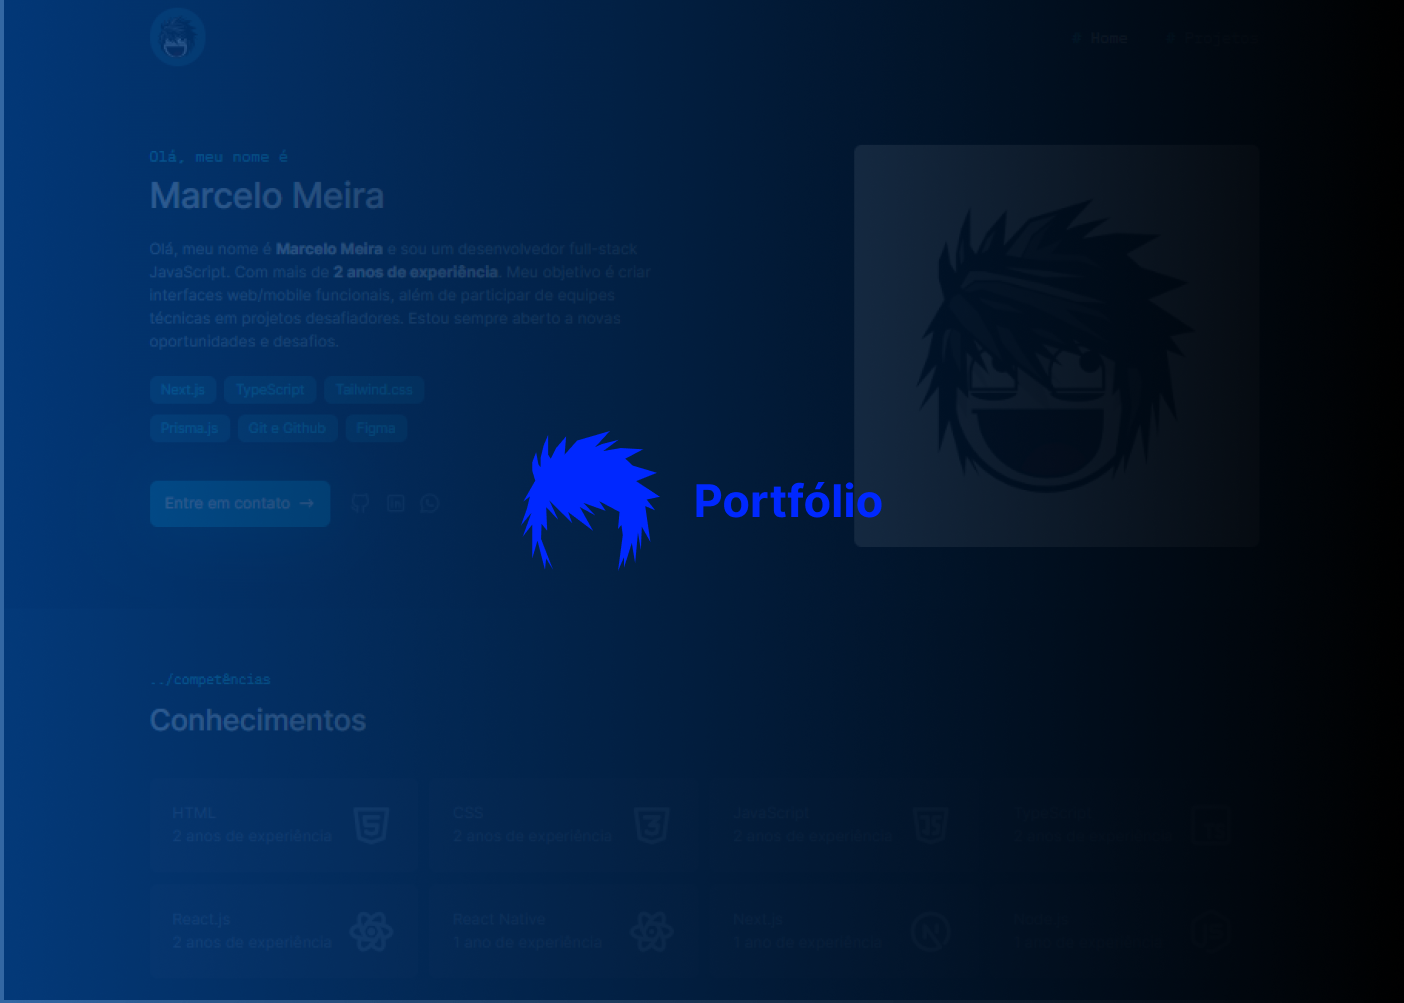 # Home # Projetos
Olá, meu nome é
Marcelo Meira
Olá, meu nome é Marcelo Meira e sou um desenvolvedor full-stack
JavaScript. Com mais de 2 anos de experiência. Meu objetivo é criar
interfaces web/mobile funcionais, além de participar de equipes
técnicas em projetos desafiadores. Estou sempre aberto a novas
oportunidades e desafios.
Next.js TypeScript Tailwind.css
Prisma.js Git e Github Figma
Entre em contato →
Portfólio
../competências
Conhecimentos
HTML
2 anos de experiência
CSS
2 anos de experiência
JavaScript
2 anos de experiência
React.js
2 anos de experiência
React Native
1 ano de experiência
Next.js
1 ano de experiência